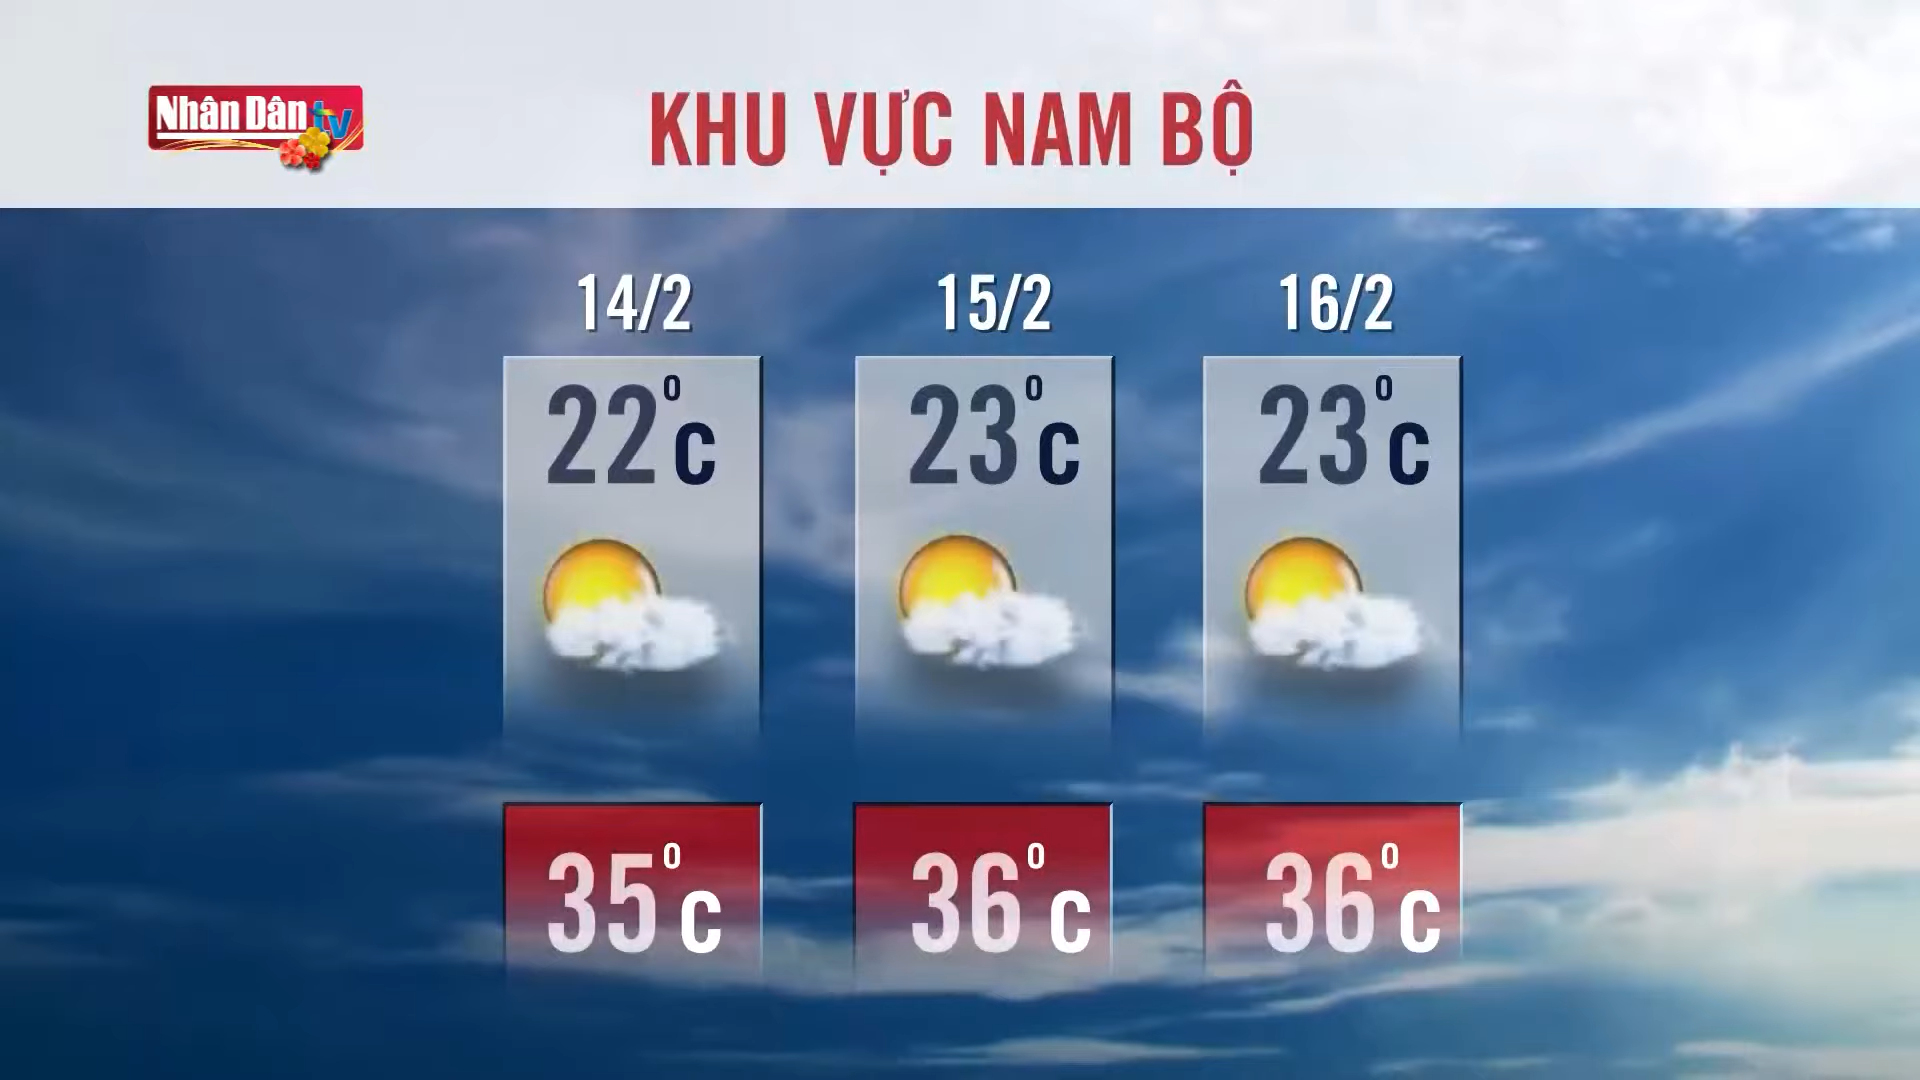 Nhân Dân tv
KHU VỰC NAM BỘ
14/2 15/2 16/2
22°C 23°C 23°C
35°C 36°C 36°C